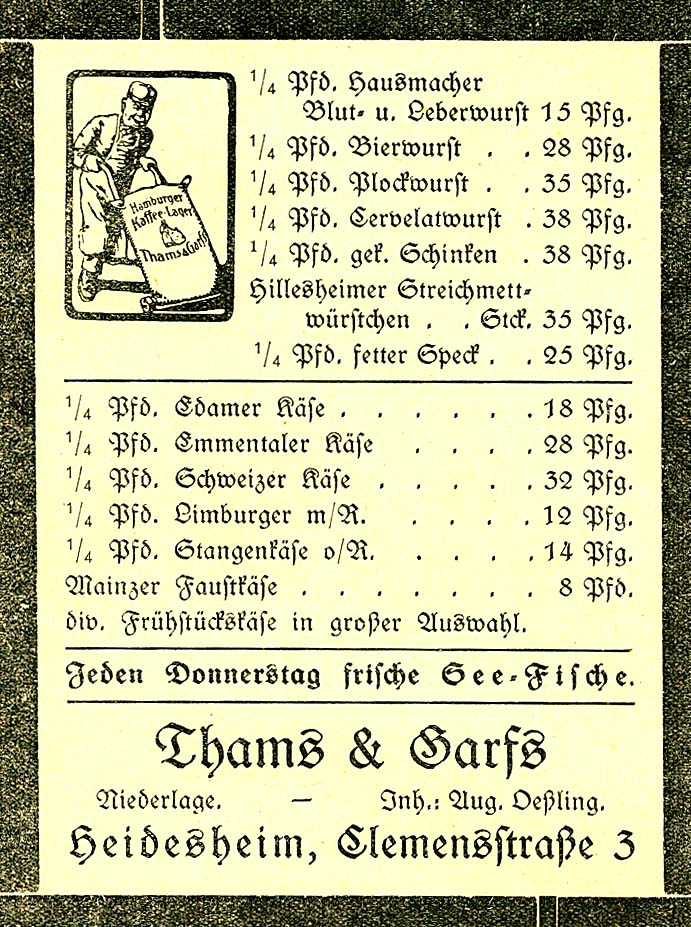 Hamburger
Kaffee-Lager
Thams & Garfs
1/4 Pfd. Hausmacher
Blut- u. Leberwurst 15 Pfg.
1/4 Pfd. Bierwurst . . 28 Pfg.
1/4 Pfd. Plockwurst . . 35 Pfg.
1/4 Pfd. Cervelatwurst . 38 Pfg.
1/4 Pfd. gek. Schinken . 38 Pfg.
Hillesheimer Streichmett-
würstchen . . Stck. 35 Pfg.
1/4 Pfd. fetter Speck . . 25 Pfg.
1/4 Pfd. Edamer Käse . . . . . . 18 Pfg.
1/4 Pfd. Emmentaler Käse . . . . 28 Pfg.
1/4 Pfd. Schweizer Käse . . . . . 32 Pfg.
1/4 Pfd. Limburger m/R. . . . . 12 Pfg.
1/4 Pfd. Stangenkäse o/R. . . . . 14 Pfg.
Mainzer Faustkäse . . . . . . . 8 Pfd.
div. Frühstückskäse in großer Auswahl.
Jeden Donnerstag frische See-Fische.
Thams & Garfs
Niederlage. — Inh.: Aug. Oeßling.
Heidesheim, Clemensstraße 3